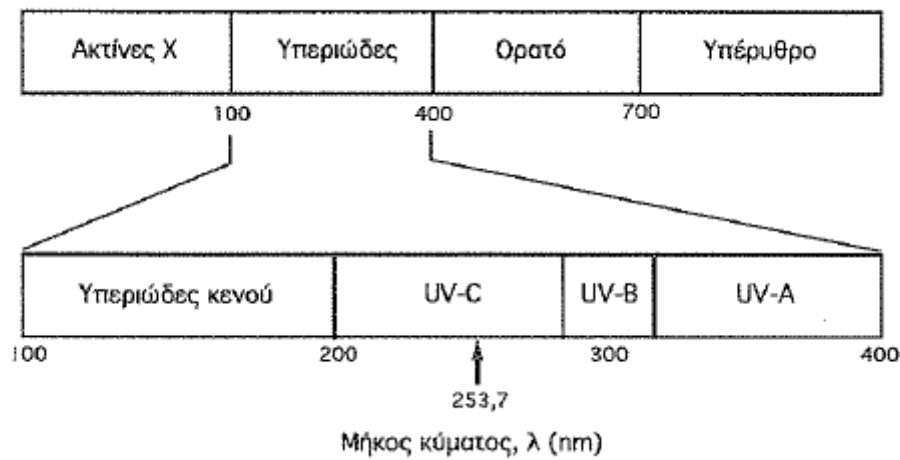 Ακτίνες Χ Υπεριώδες Ορατό Υπέρυθρο
100 400 700
Υπεριώδες κενού UV-C UV-B UV-A
100 200 300 400
253,7
Μήκος κύματος, λ (nm)